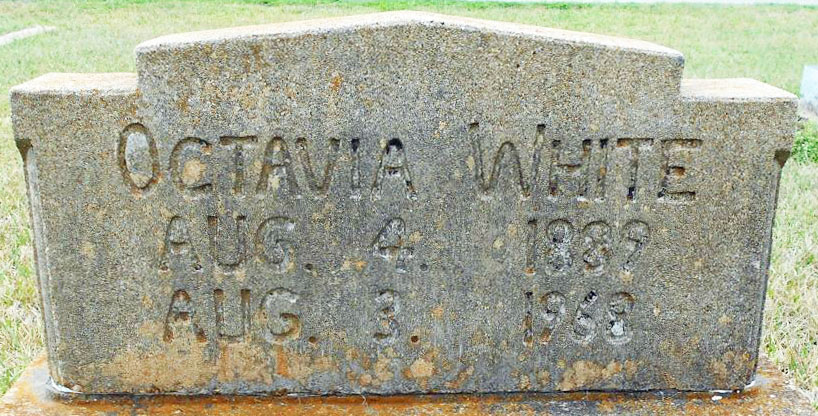 OCTAVIA WHITE
AUG. 4. 1889
AUG. 3. 1968